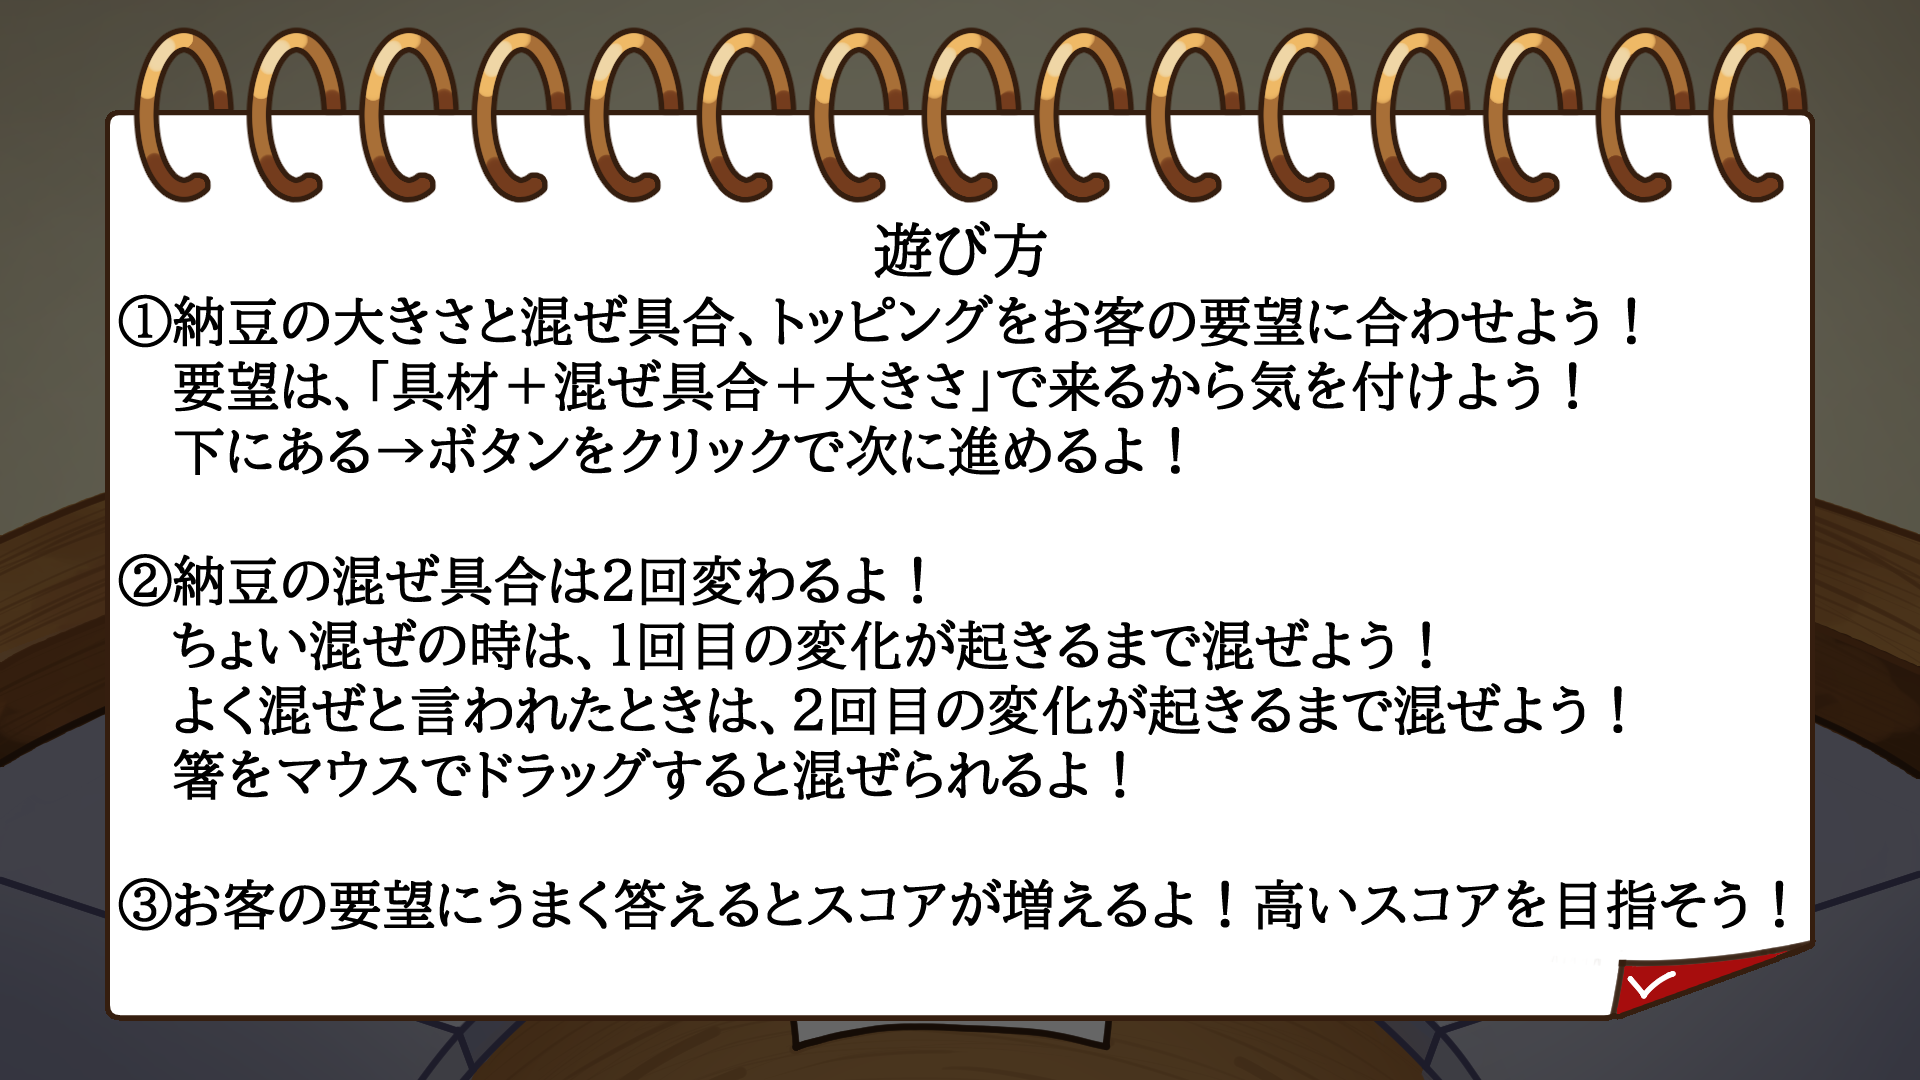 遊び方
①納豆の大きさと混ぜ具合、トッピングをお客の要望に合わせよう！
要望は、「具材＋混ぜ具合＋大きさ」で来るから気を付けよう！
下にある→ボタンをクリックで次に進めるよ！
②納豆の混ぜ具合は2回変わるよ！
ちょい混ぜの時は、1回目の変化が起きるまで混ぜよう！
よく混ぜと言われたときは、2回目の変化が起きるまで混ぜよう！
箸をマウスでドラッグすると混ぜられるよ！
③お客の要望にうまく答えるとスコアが増えるよ！高いスコアを目指そう！